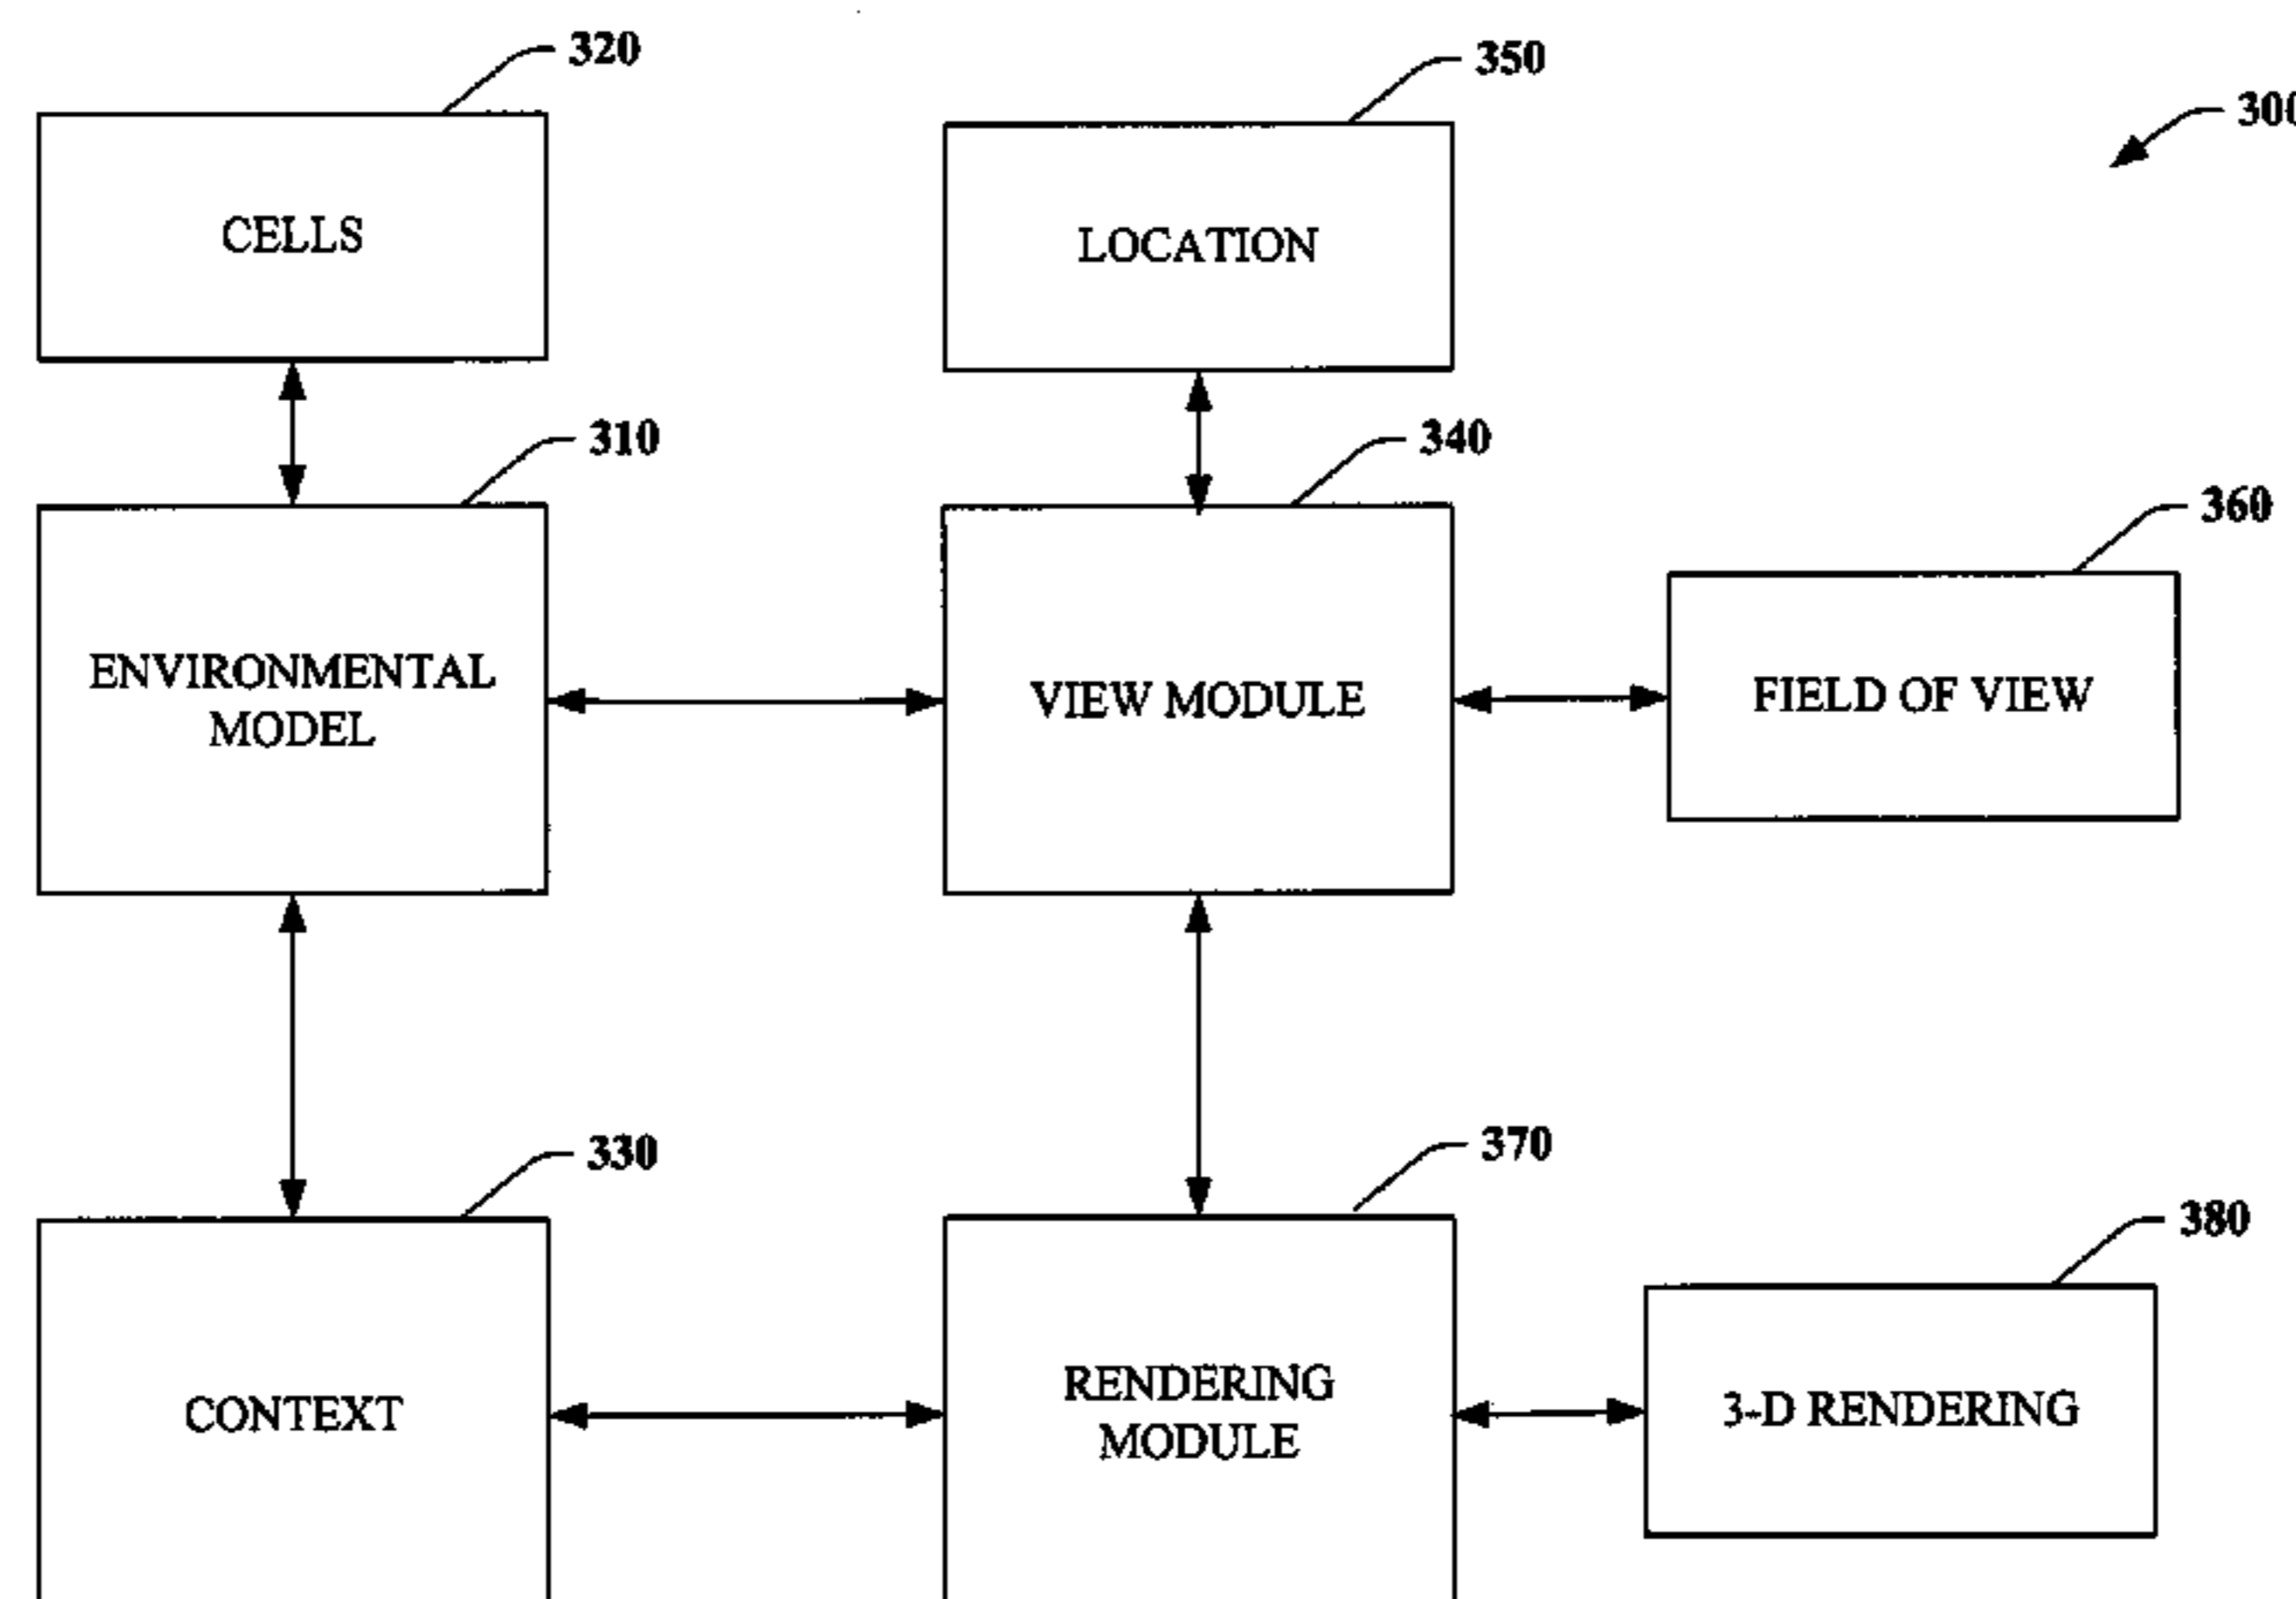 320
350
300
CELLS
LOCATION
310
340
360
ENVIRONMENTAL
MODEL
VIEW MODULE
FIELD OF VIEW
330
370
380
CONTEXT
RENDERING
MODULE
3-D RENDERING